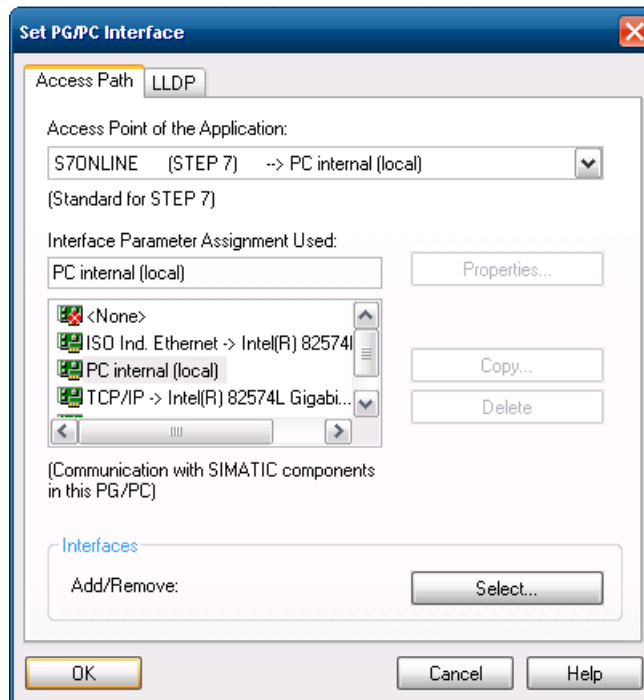 Set PG/PC Interface
Access Path
LLDP
Access Point of the Application:
S7ONLINE (STEP 7) --> PC internal (local)
(Standard for STEP 7)
Interface Parameter Assignment Used:
PC internal (local)
Properties...
<None>
ISO Ind. Ethernet -> Intel(R) 82574l
PC internal (local)
Copy...
TCP/IP -> Intel(R) 82574L Gigabi...
Delete
(Communication with SIMATIC components
in this PG/PC)
Interfaces
Add/Remove:
Select...
OK
Cancel
Help